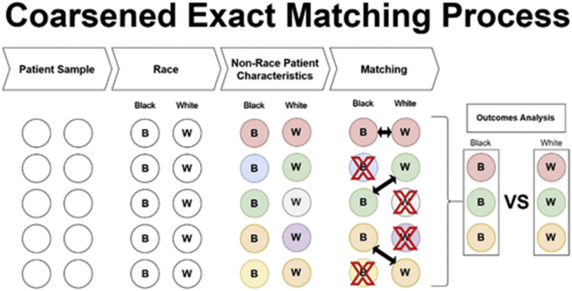 Coarsened Exact Matching Process
Patient Sample
Race
Non-Race Patient
Characteristics
Matching
Black White
Black White
Black White
Outcomes Analysis
Black White
B W B W B W
B W B W B W
B W B W B
B W B W B
B W B W B W
B W
B VS W
B W